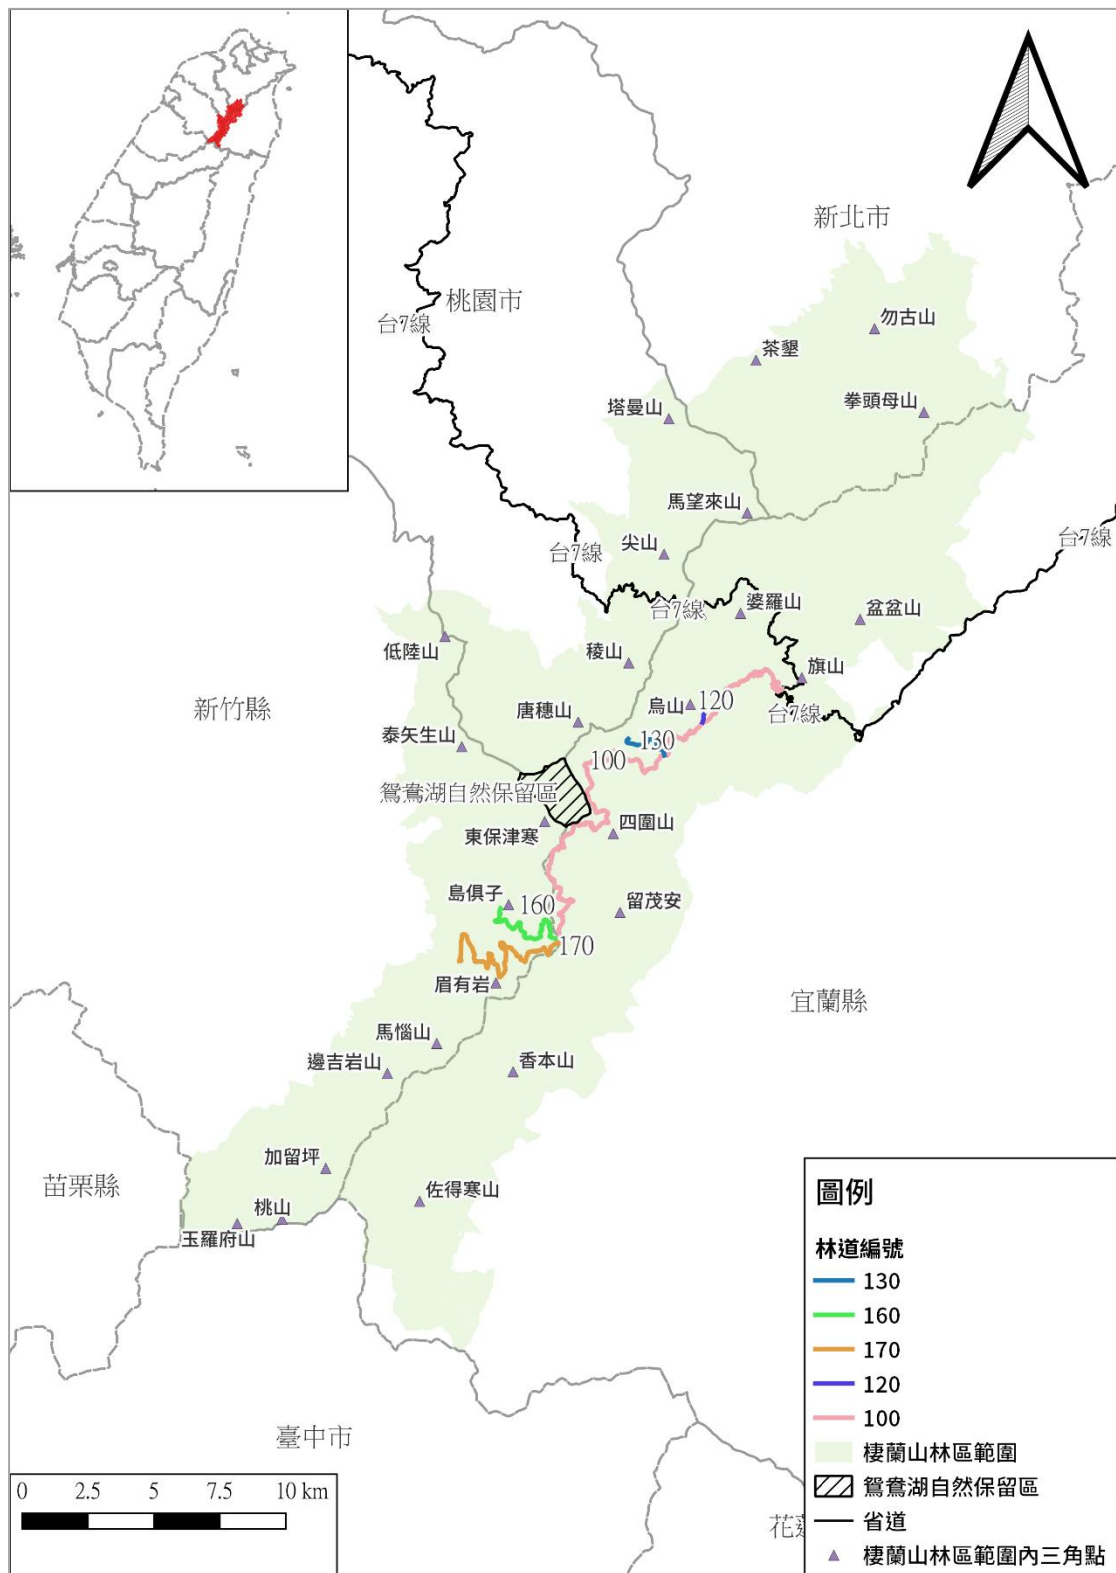 新北市
桃園市
台7線
勿古山
茶墾
拳頭母山
塔曼山
馬望來山
台7線
尖山
台7線
台7線
婆羅山
盆盆山
低陸山
稜山
旗山
新竹縣
唐穗山
烏山
120
台7線
泰矢生山
130
100
鴛鴦湖自然保留區
東保津寒
四圍山
島俱子
160
留茂安
170
眉有岩
宜蘭縣
馬惱山
邊吉岩山
香本山
加留坪
苗栗縣
佐得寒山
桃山
玉羅府山
臺中市
花
圖例
林道編號
130
160
170
120
100
棲蘭山林區範圍
鴛鴦湖自然保留區
省道
棲蘭山林區範圍內三角點
0 2.5 5 7.5 10 km